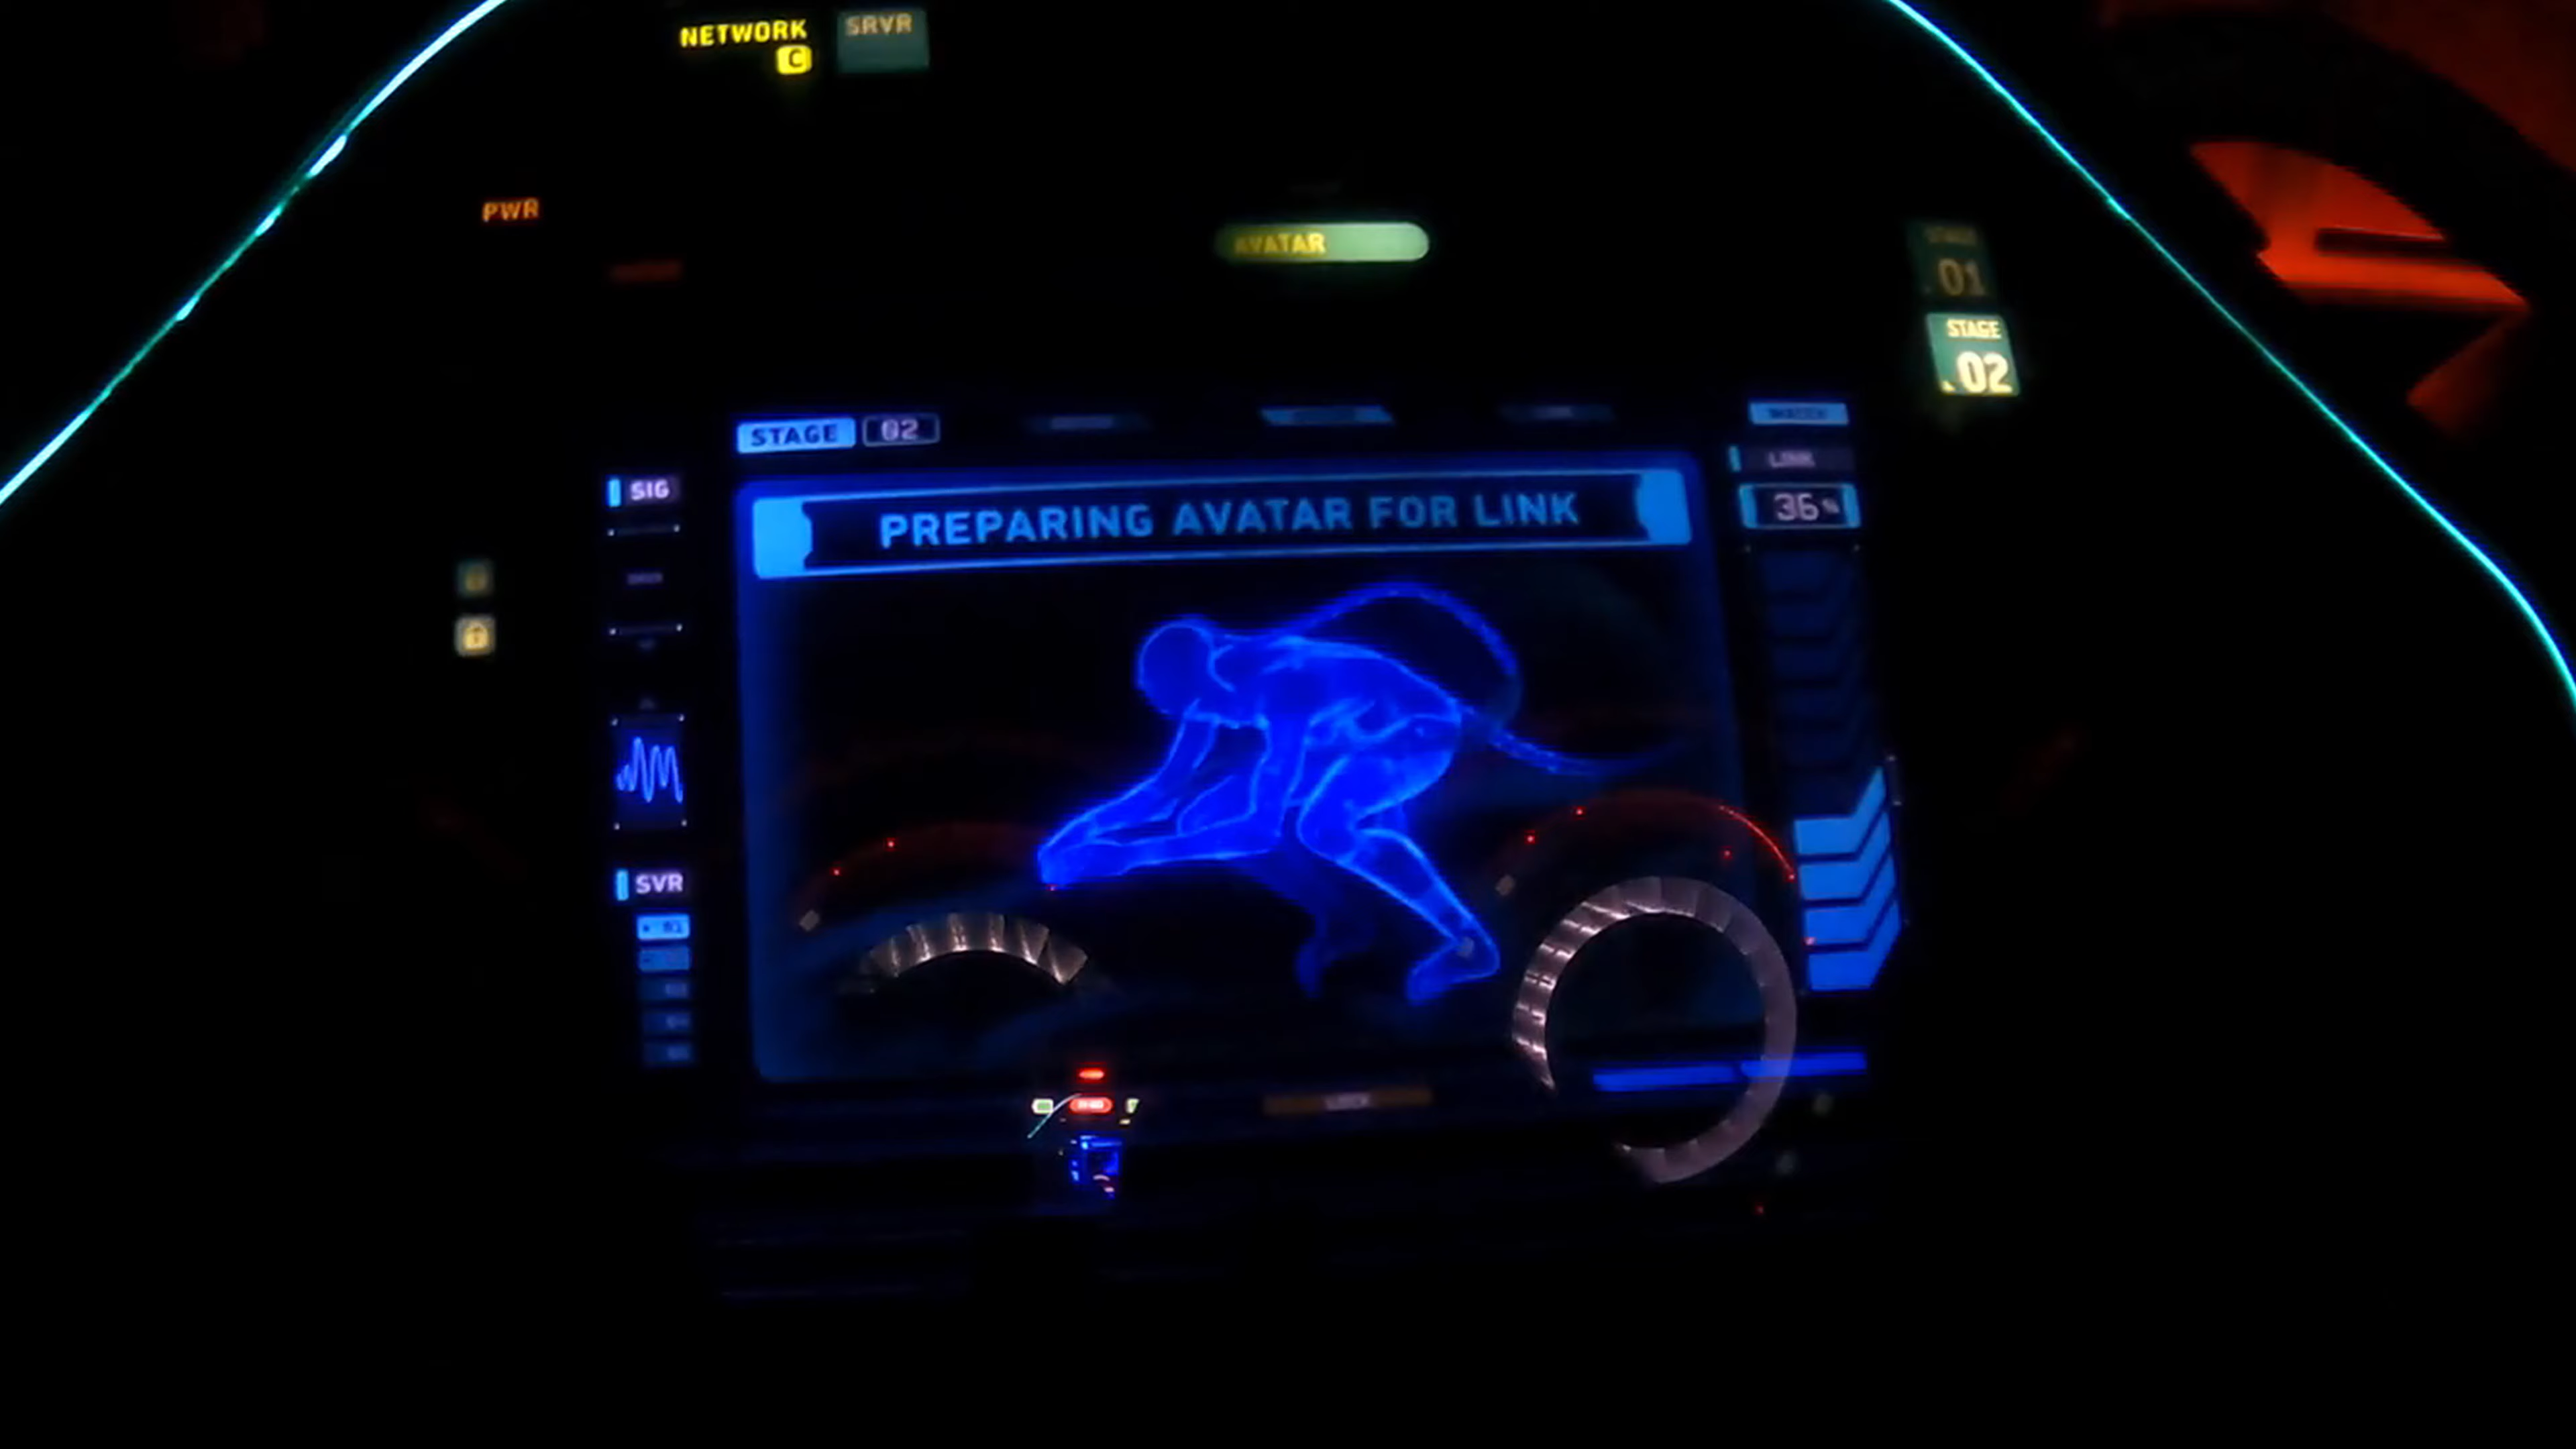 NETWORK
C
SRVR
PWR
AVATAR
STAGE
01
STAGE
02
STAGE 02
LINK
36%
SIG
PREPARING AVATAR FOR LINK
SVR